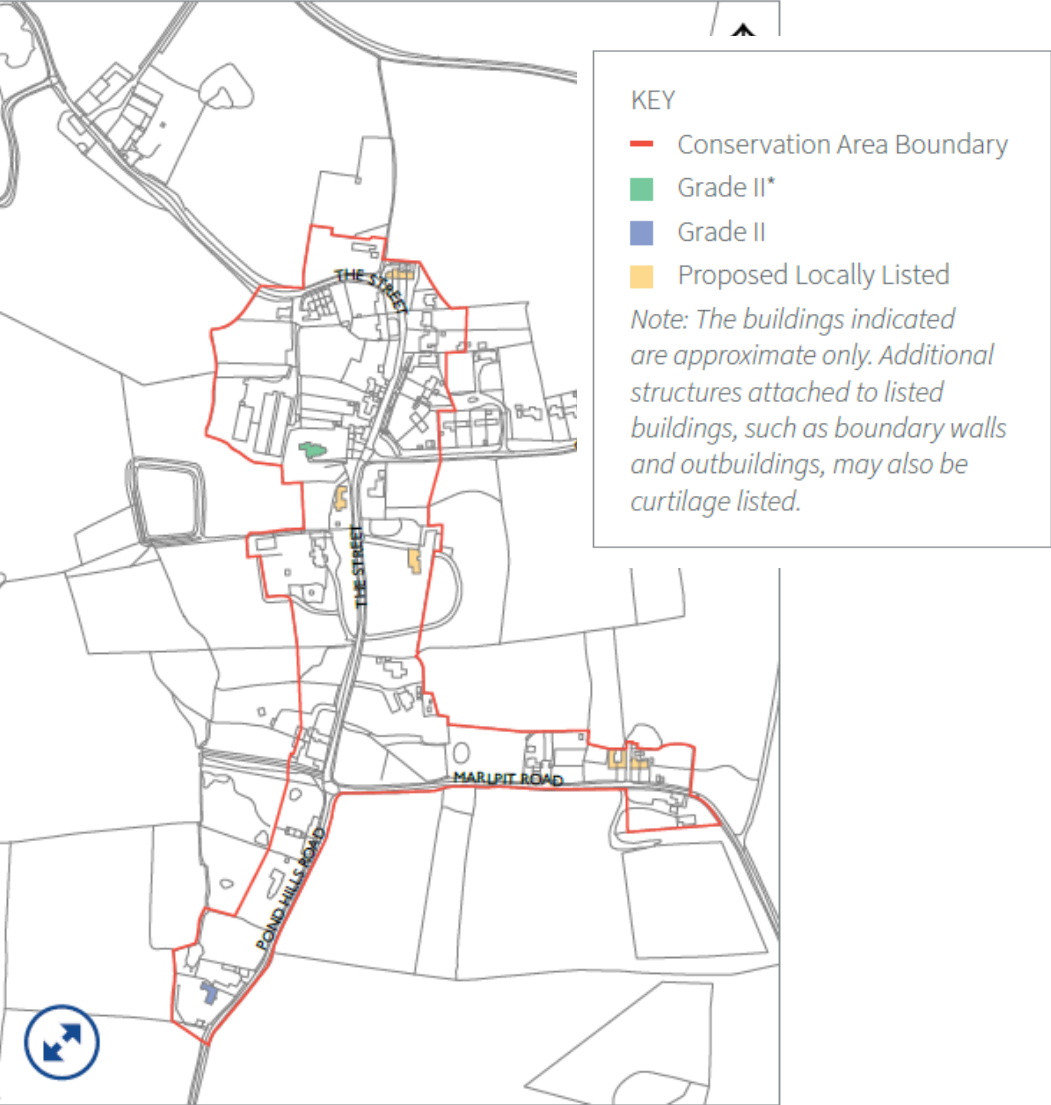 KEY
Conservation Area Boundary
Grade II*
Grade II
Proposed Locally Listed
Note: The buildings indicated
are approximate only. Additional
structures attached to listed
buildings, such as boundary walls
and outbuildings, may also be
curtilage listed.
THE STREET
THE STREET
MARLPIT ROAD
POND HILLS ROAD